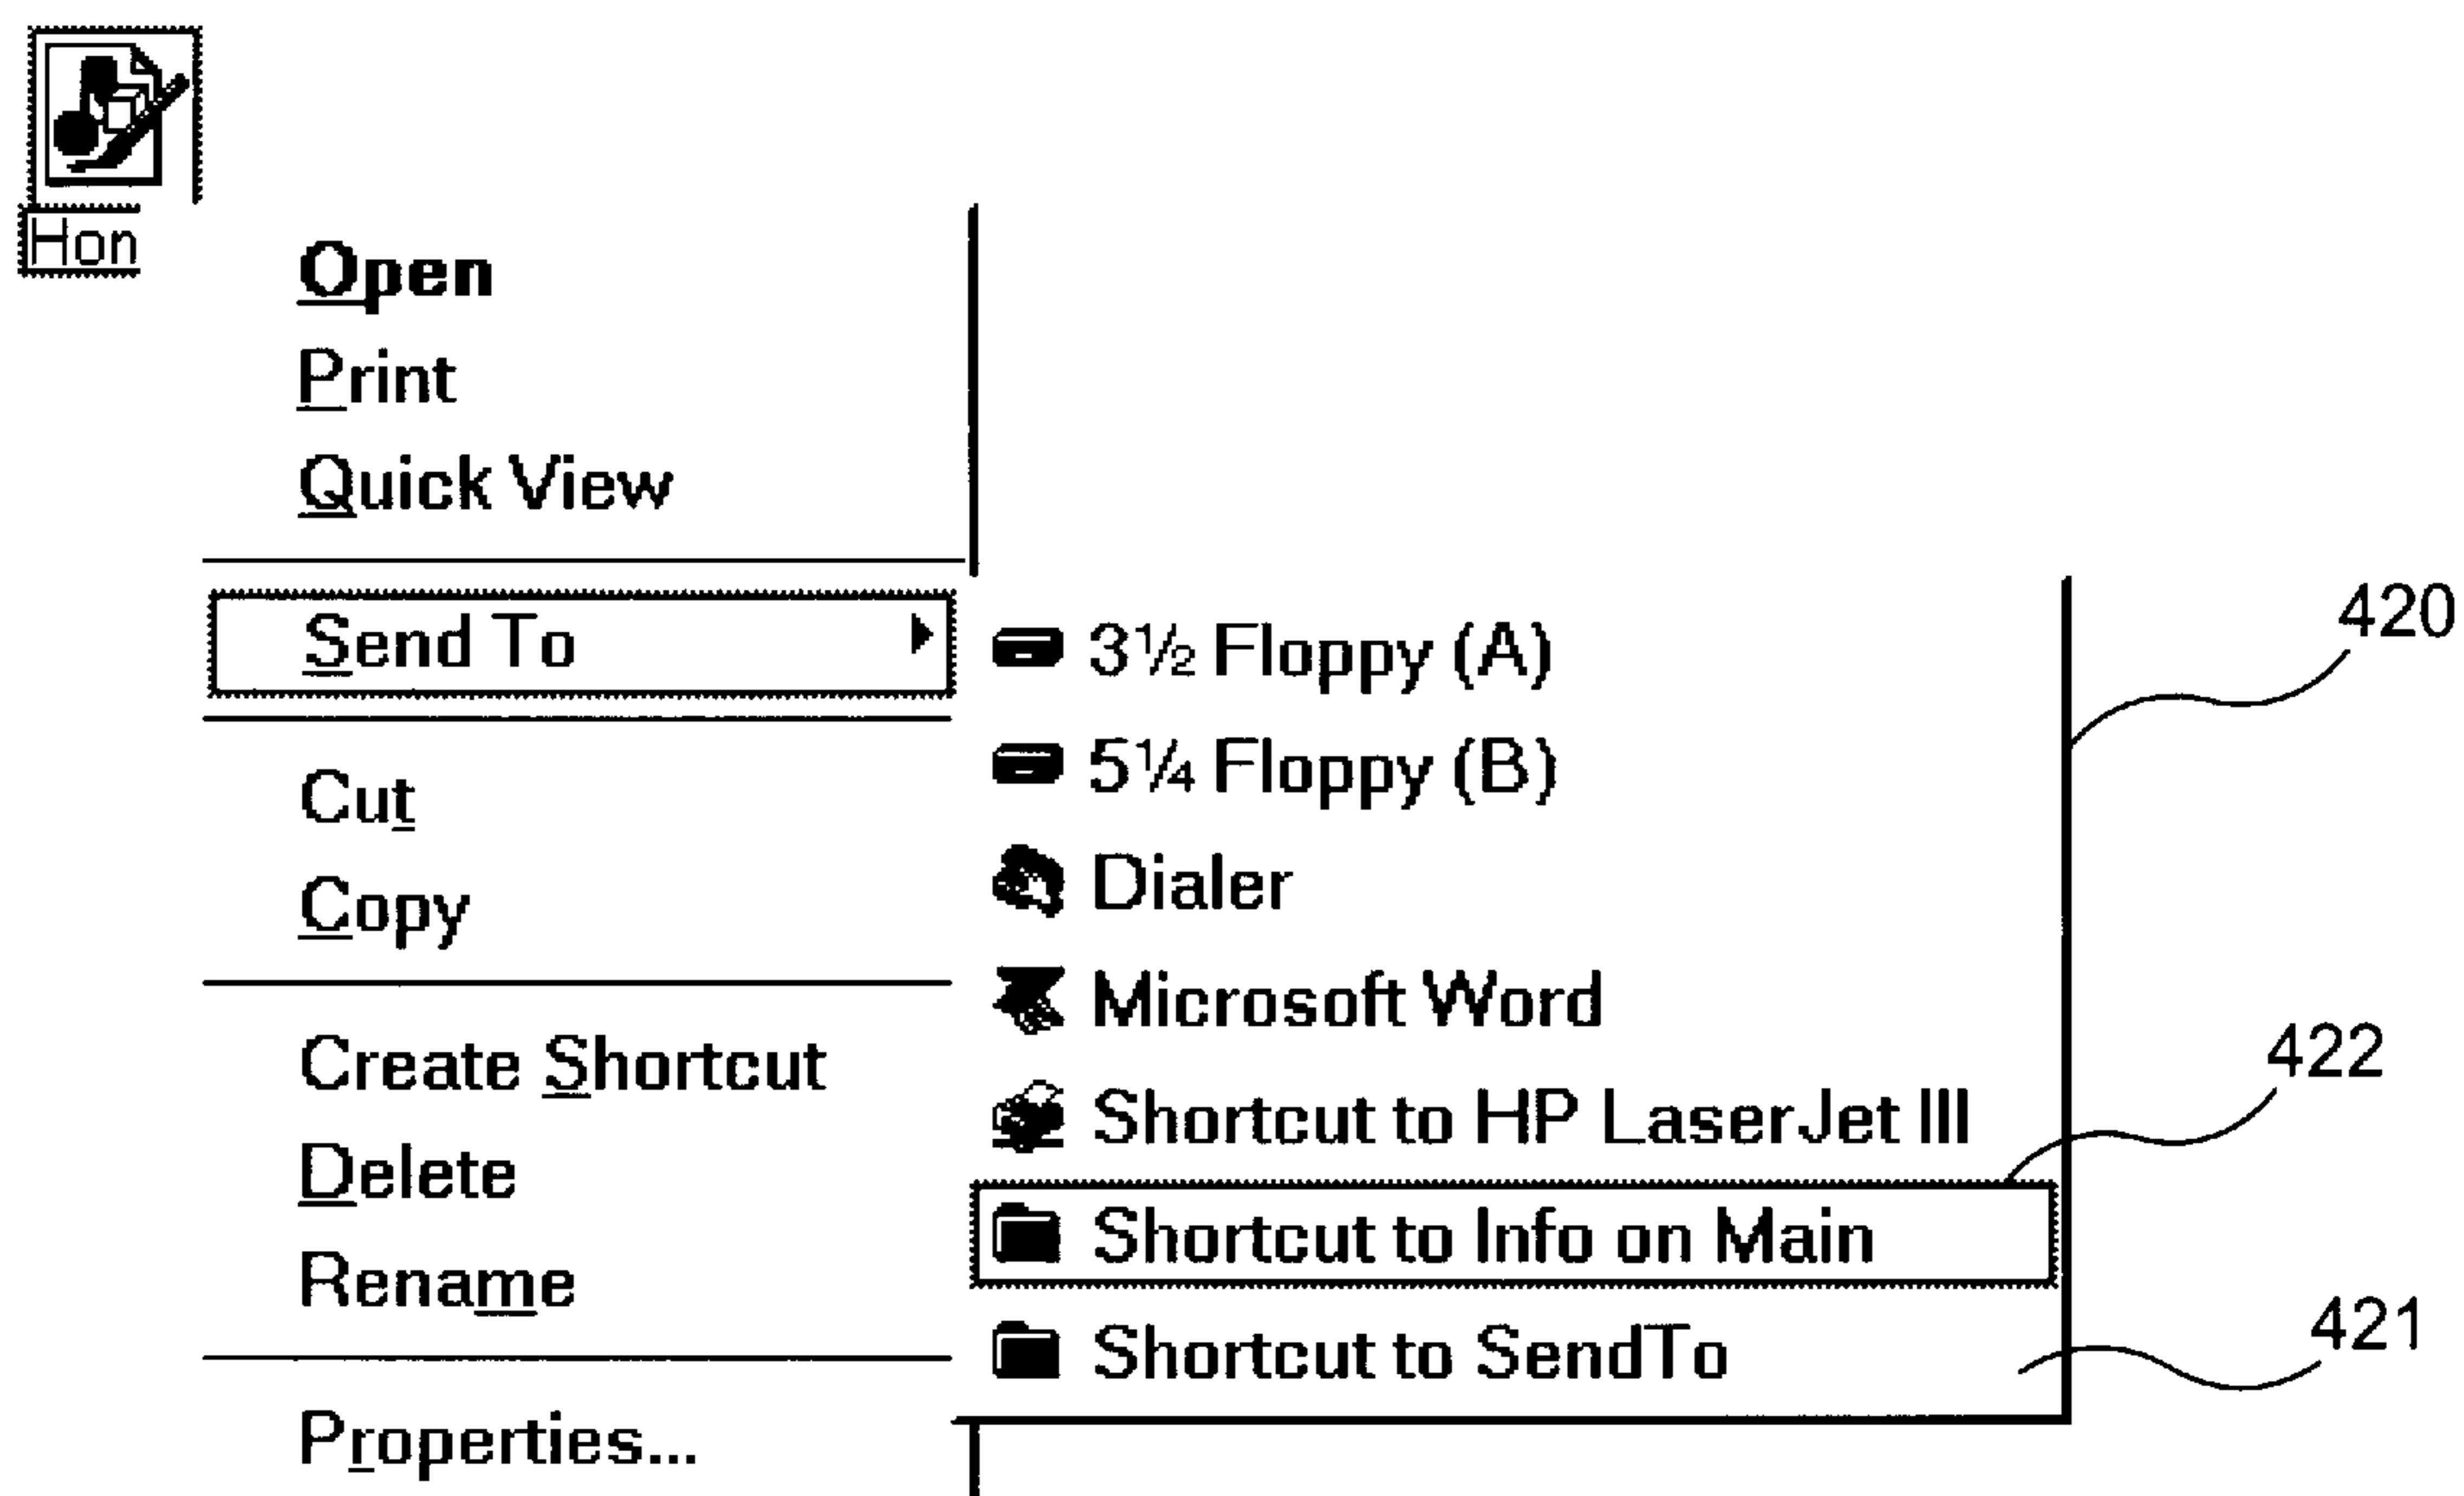 Hon
Open
Print
Quick View
Send To
Cut
Copy
Create Shortcut
Delete
Rename
Properties...
3½ Floppy (A)
5¼ Floppy (B)
Dialer
Microsoft Word
Shortcut to HP LaserJet III
Shortcut to Info on Main
Shortcut to SendTo
420
422
421